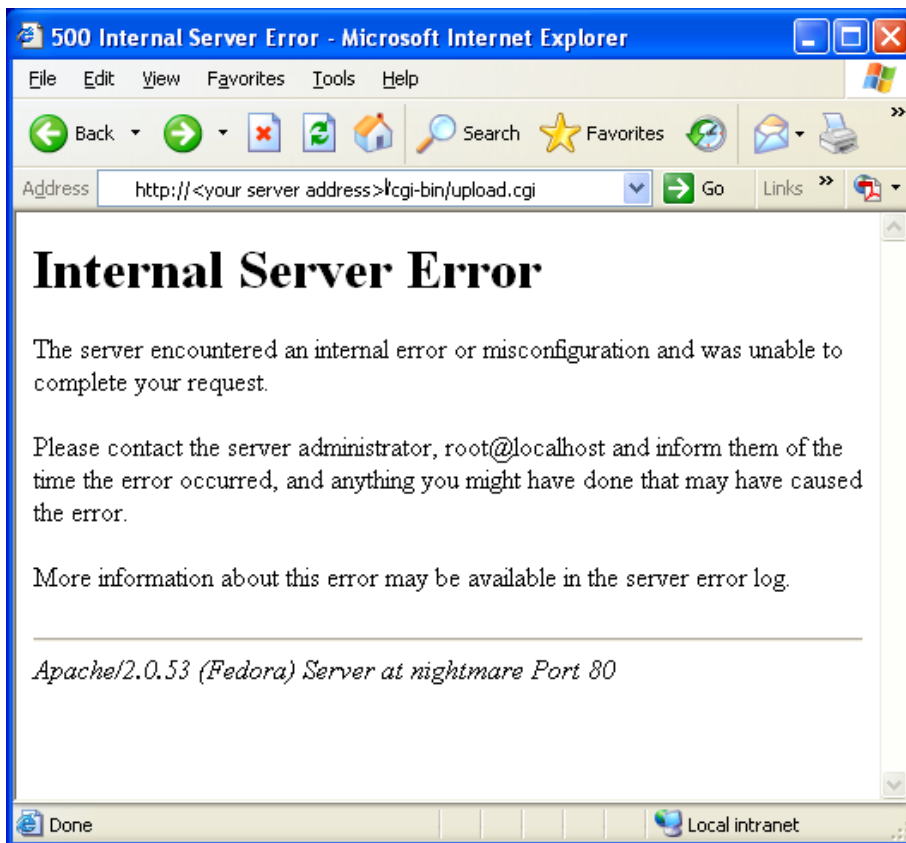 500 Internal Server Error - Microsoft Internet Explorer
File Edit View Favorites Tools Help
Back Search Favorites »
Address http://<your server address>/cgi-bin/upload.cgi Go Links »
Internal Server Error
The server encountered an internal error or misconfiguration and was unable to
complete your request.
Please contact the server administrator, root@localhost and inform them of the
time the error occurred, and anything you might have done that may have caused
the error.
More information about this error may be available in the server error log.
Apache/2.0.53 (Fedora) Server at nightmare Port 80
Done Local intranet